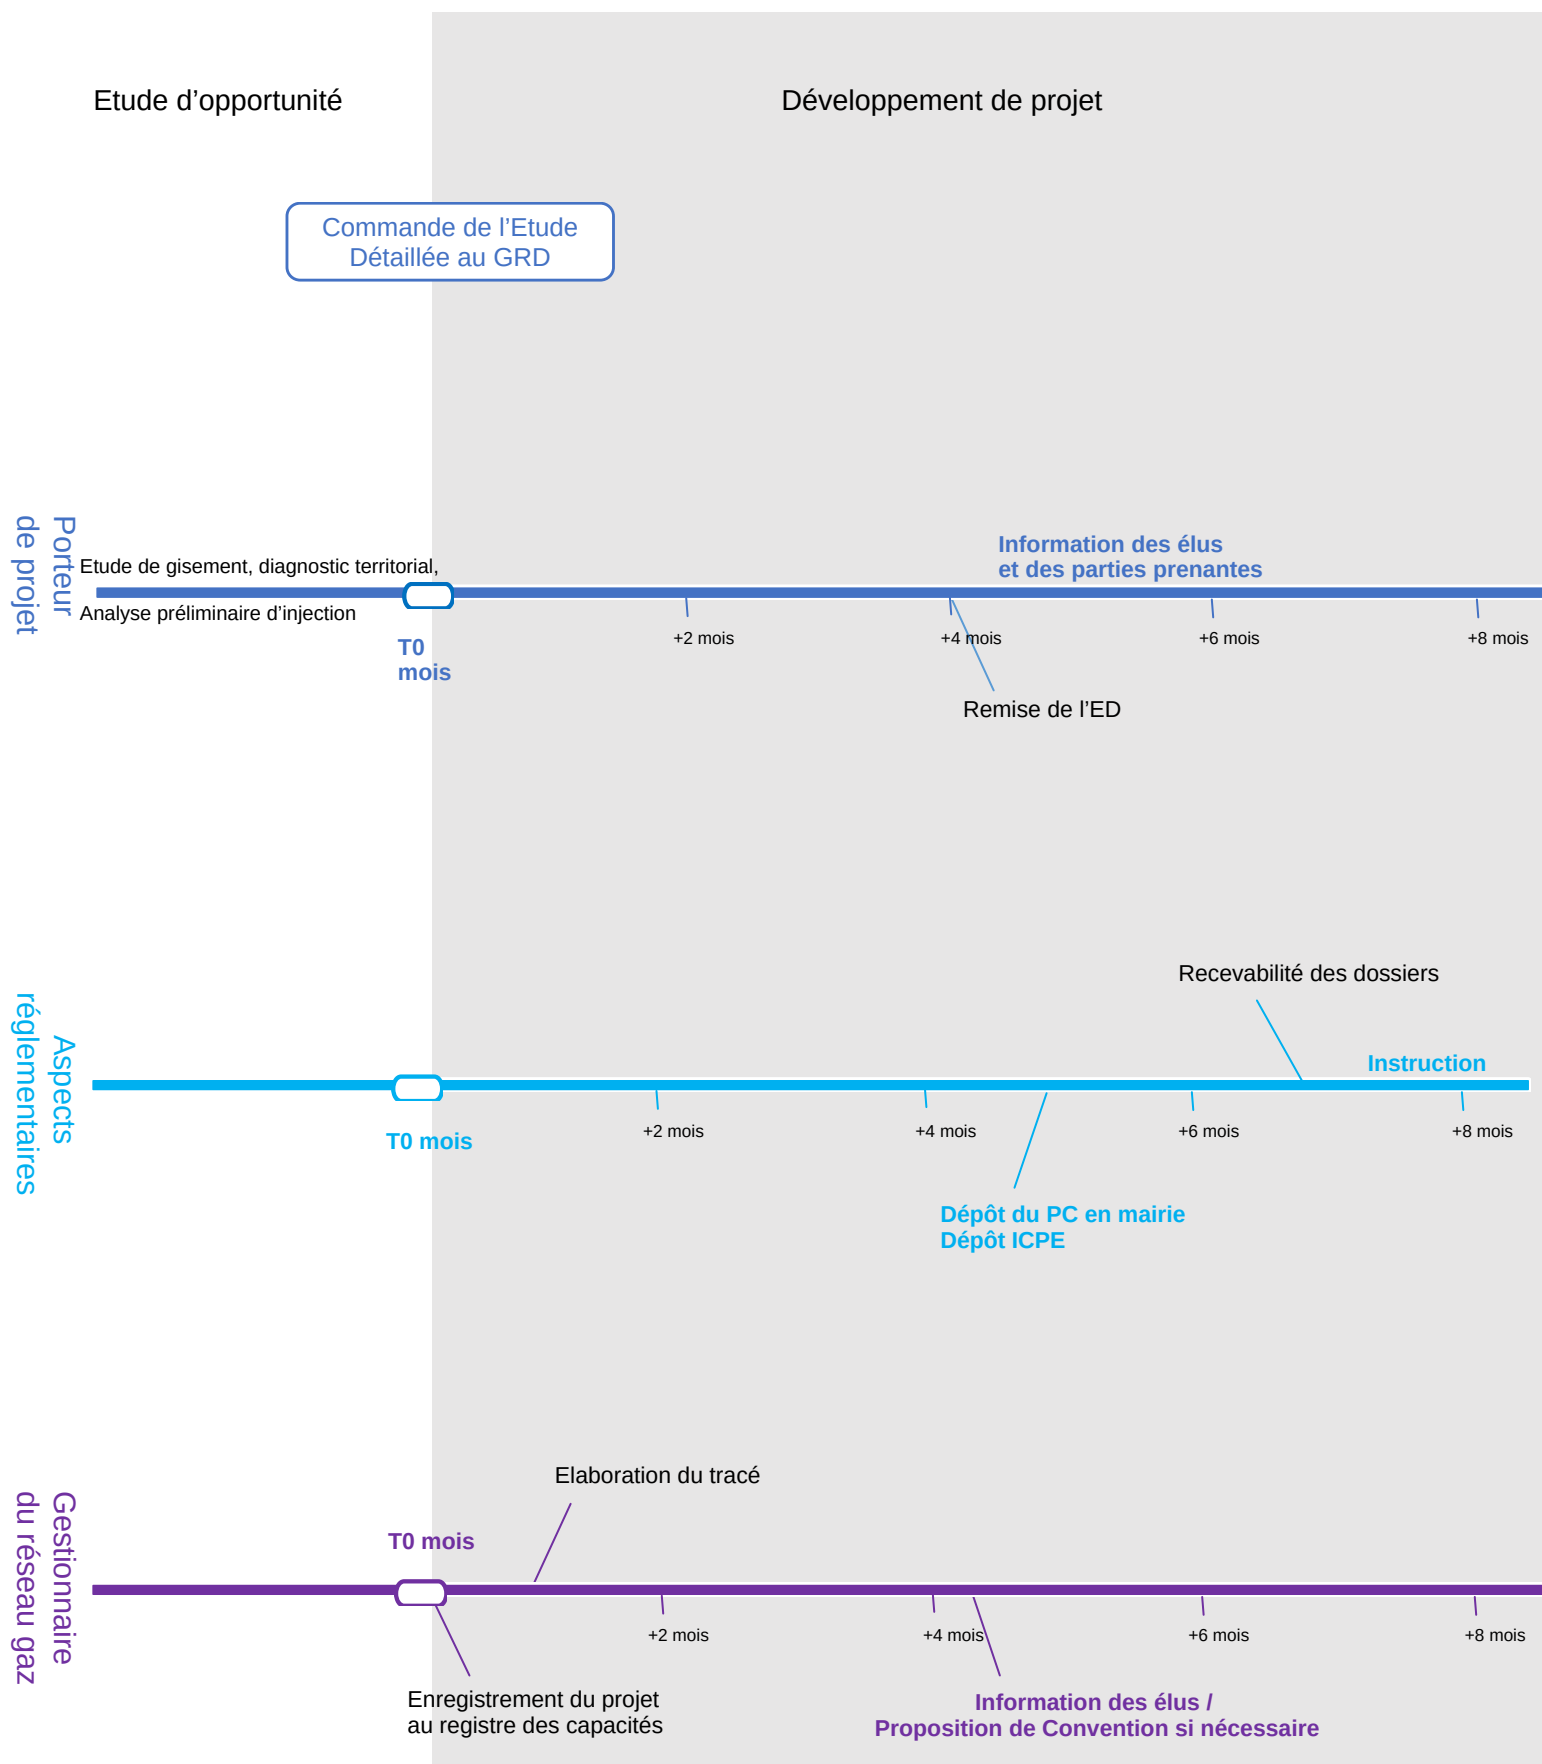 Etude d’opportunité
Développement de projet
Commande de l’Etude
Détaillée au GRD
Porteur
de projet
Etude de gisement, diagnostic territorial,
Analyse préliminaire d’injection
Information des élus
et des parties prenantes
T0
mois
+2 mois
+4 mois
+6 mois
+8 mois
Remise de l’ED
Aspects
réglementaires
Recevabilité des dossiers
Instruction
T0 mois
+2 mois
+4 mois
+6 mois
+8 mois
Dépôt du PC en mairie
Dépôt ICPE
Gestionnaire
du réseau gaz
Elaboration du tracé
T0 mois
+2 mois
+4 mois
+6 mois
+8 mois
Enregistrement du projet
au registre des capacités
Information des élus /
Proposition de Convention si nécessaire